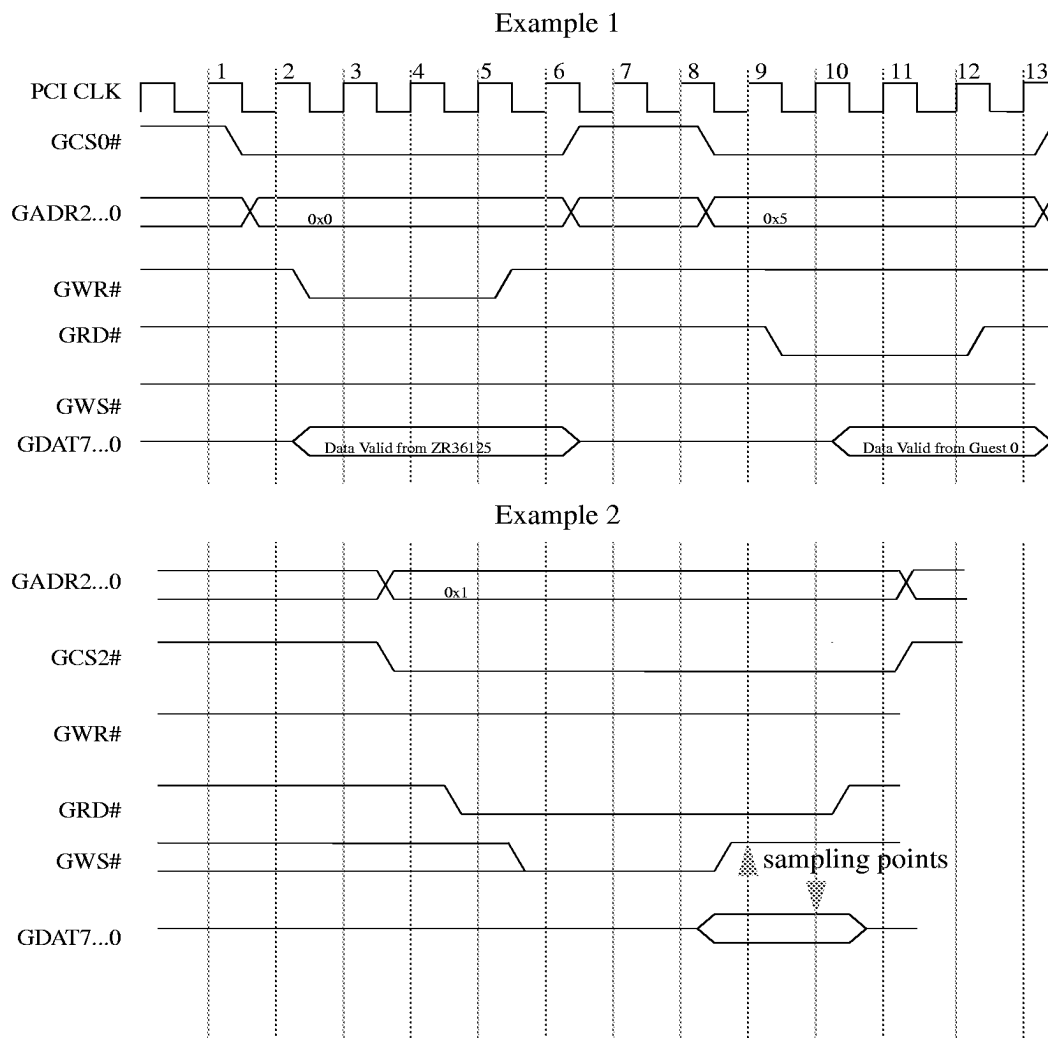 Example 1
1 2 3 4 5 6 7 8 9 10 11 12 13
PCI CLK
GCS0#
GADR2...0
0x0
0x5
GWR#
GRD#
GWS#
GDAT7...0
Data Valid from ZR36125
Data Valid from Guest 0
Example 2
GADR2...0
0x1
GCS2#
GWR#
GRD#
GWS#
sampling points
GDAT7...0